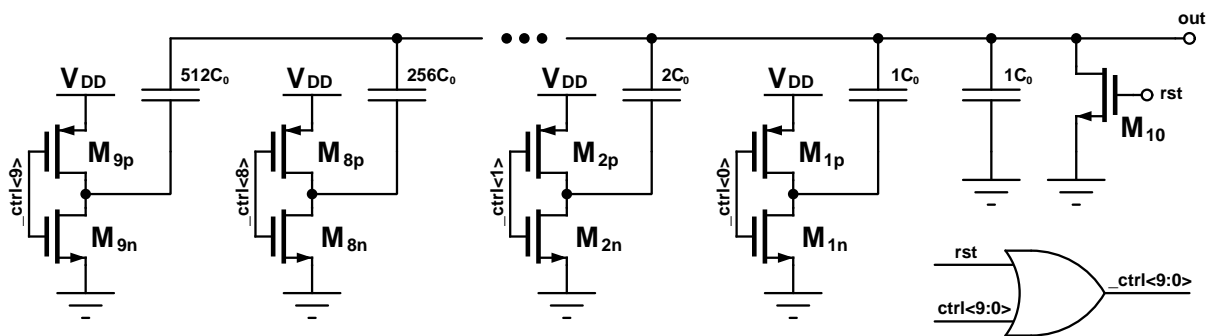 out
512C₀
256C₀
2C₀
1C₀
1C₀
VDD
VDD
VDD
VDD
rst
M10
_ctrl<9>
M9p
_ctrl<8>
M8p
_ctrl<1>
M2p
_ctrl<0>
M1p
M9n
M8n
M2n
M1n
rst
_ctrl<9:0>
ctrl<9:0>